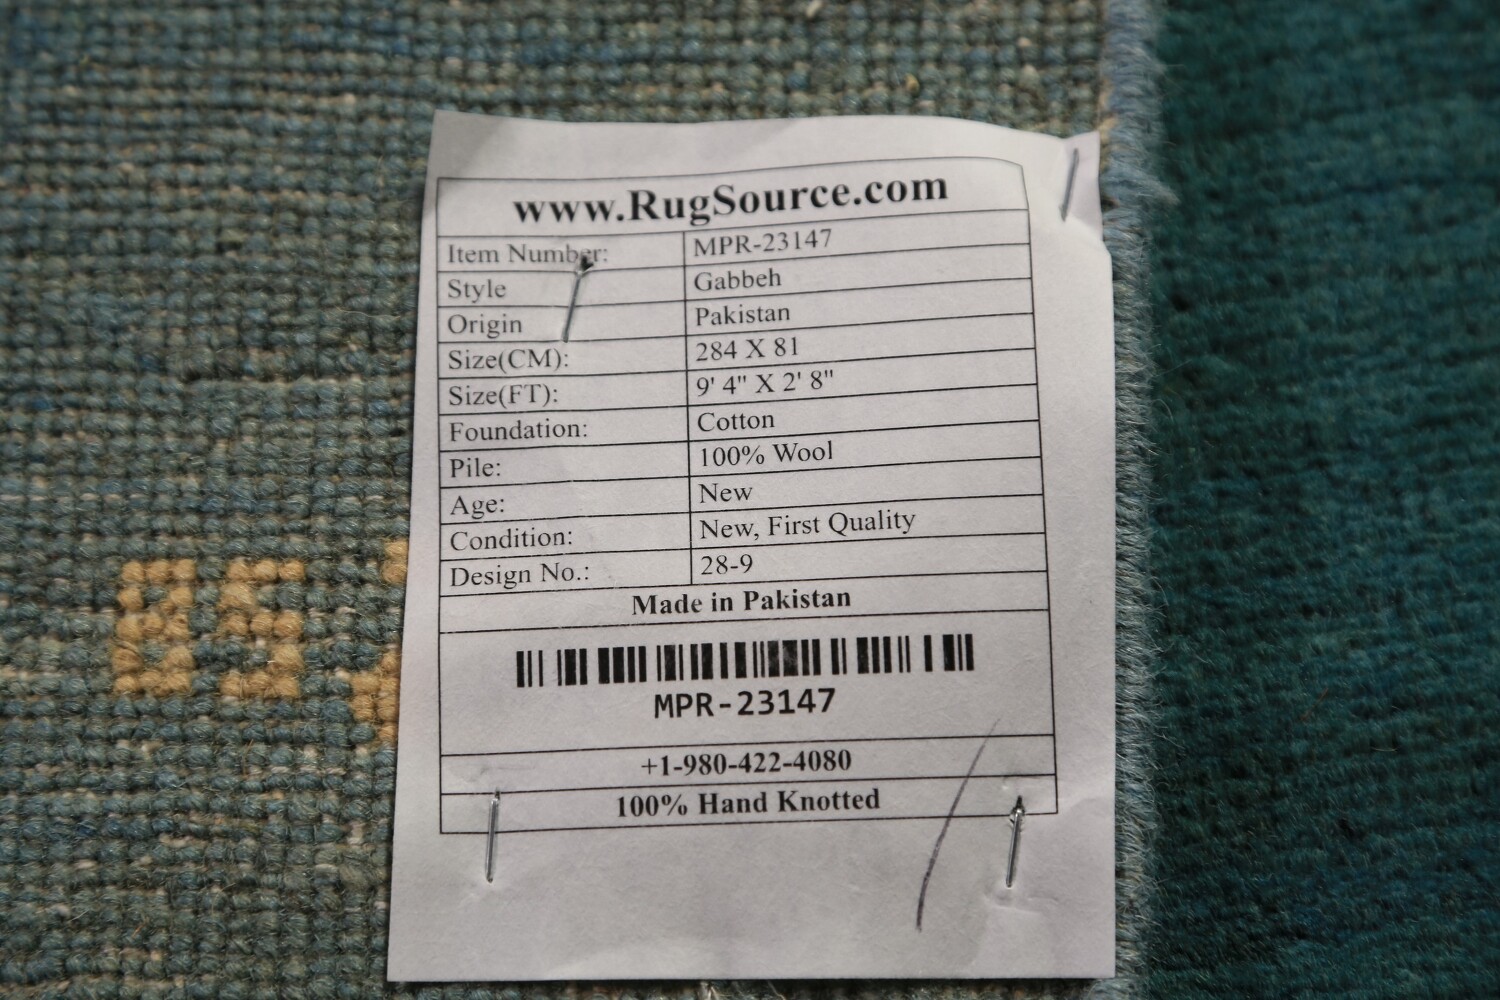 www.RugSource.com
Item Number: MPR-23147
Style Gabbeh
Origin Pakistan
Size(CM): 284 X 81
Size(FT): 9' 4" X 2' 8"
Foundation: Cotton
Pile: 100% Wool
Age: New
Condition: New, First Quality
Design No.: 28-9
Made in Pakistan
MPR-23147
+1-980-422-4080
100% Hand Knotted